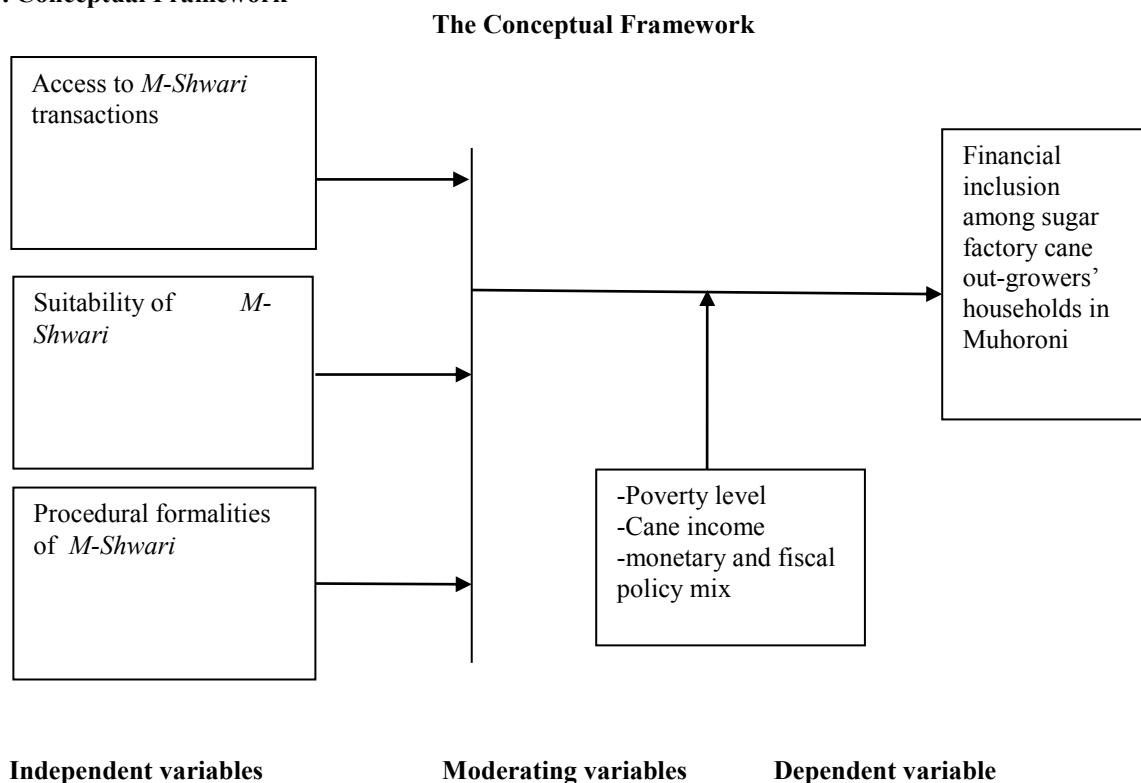 . Conceptual Framework
The Conceptual Framework
Access to M-Shwari
transactions
Suitability of M-
Shwari
Procedural formalities
of M-Shwari
-Poverty level
-Cane income
-monetary and fiscal
policy mix
Financial
inclusion
among sugar
factory cane
out-growers’
households in
Muhoroni
Independent variables
Moderating variables
Dependent variable